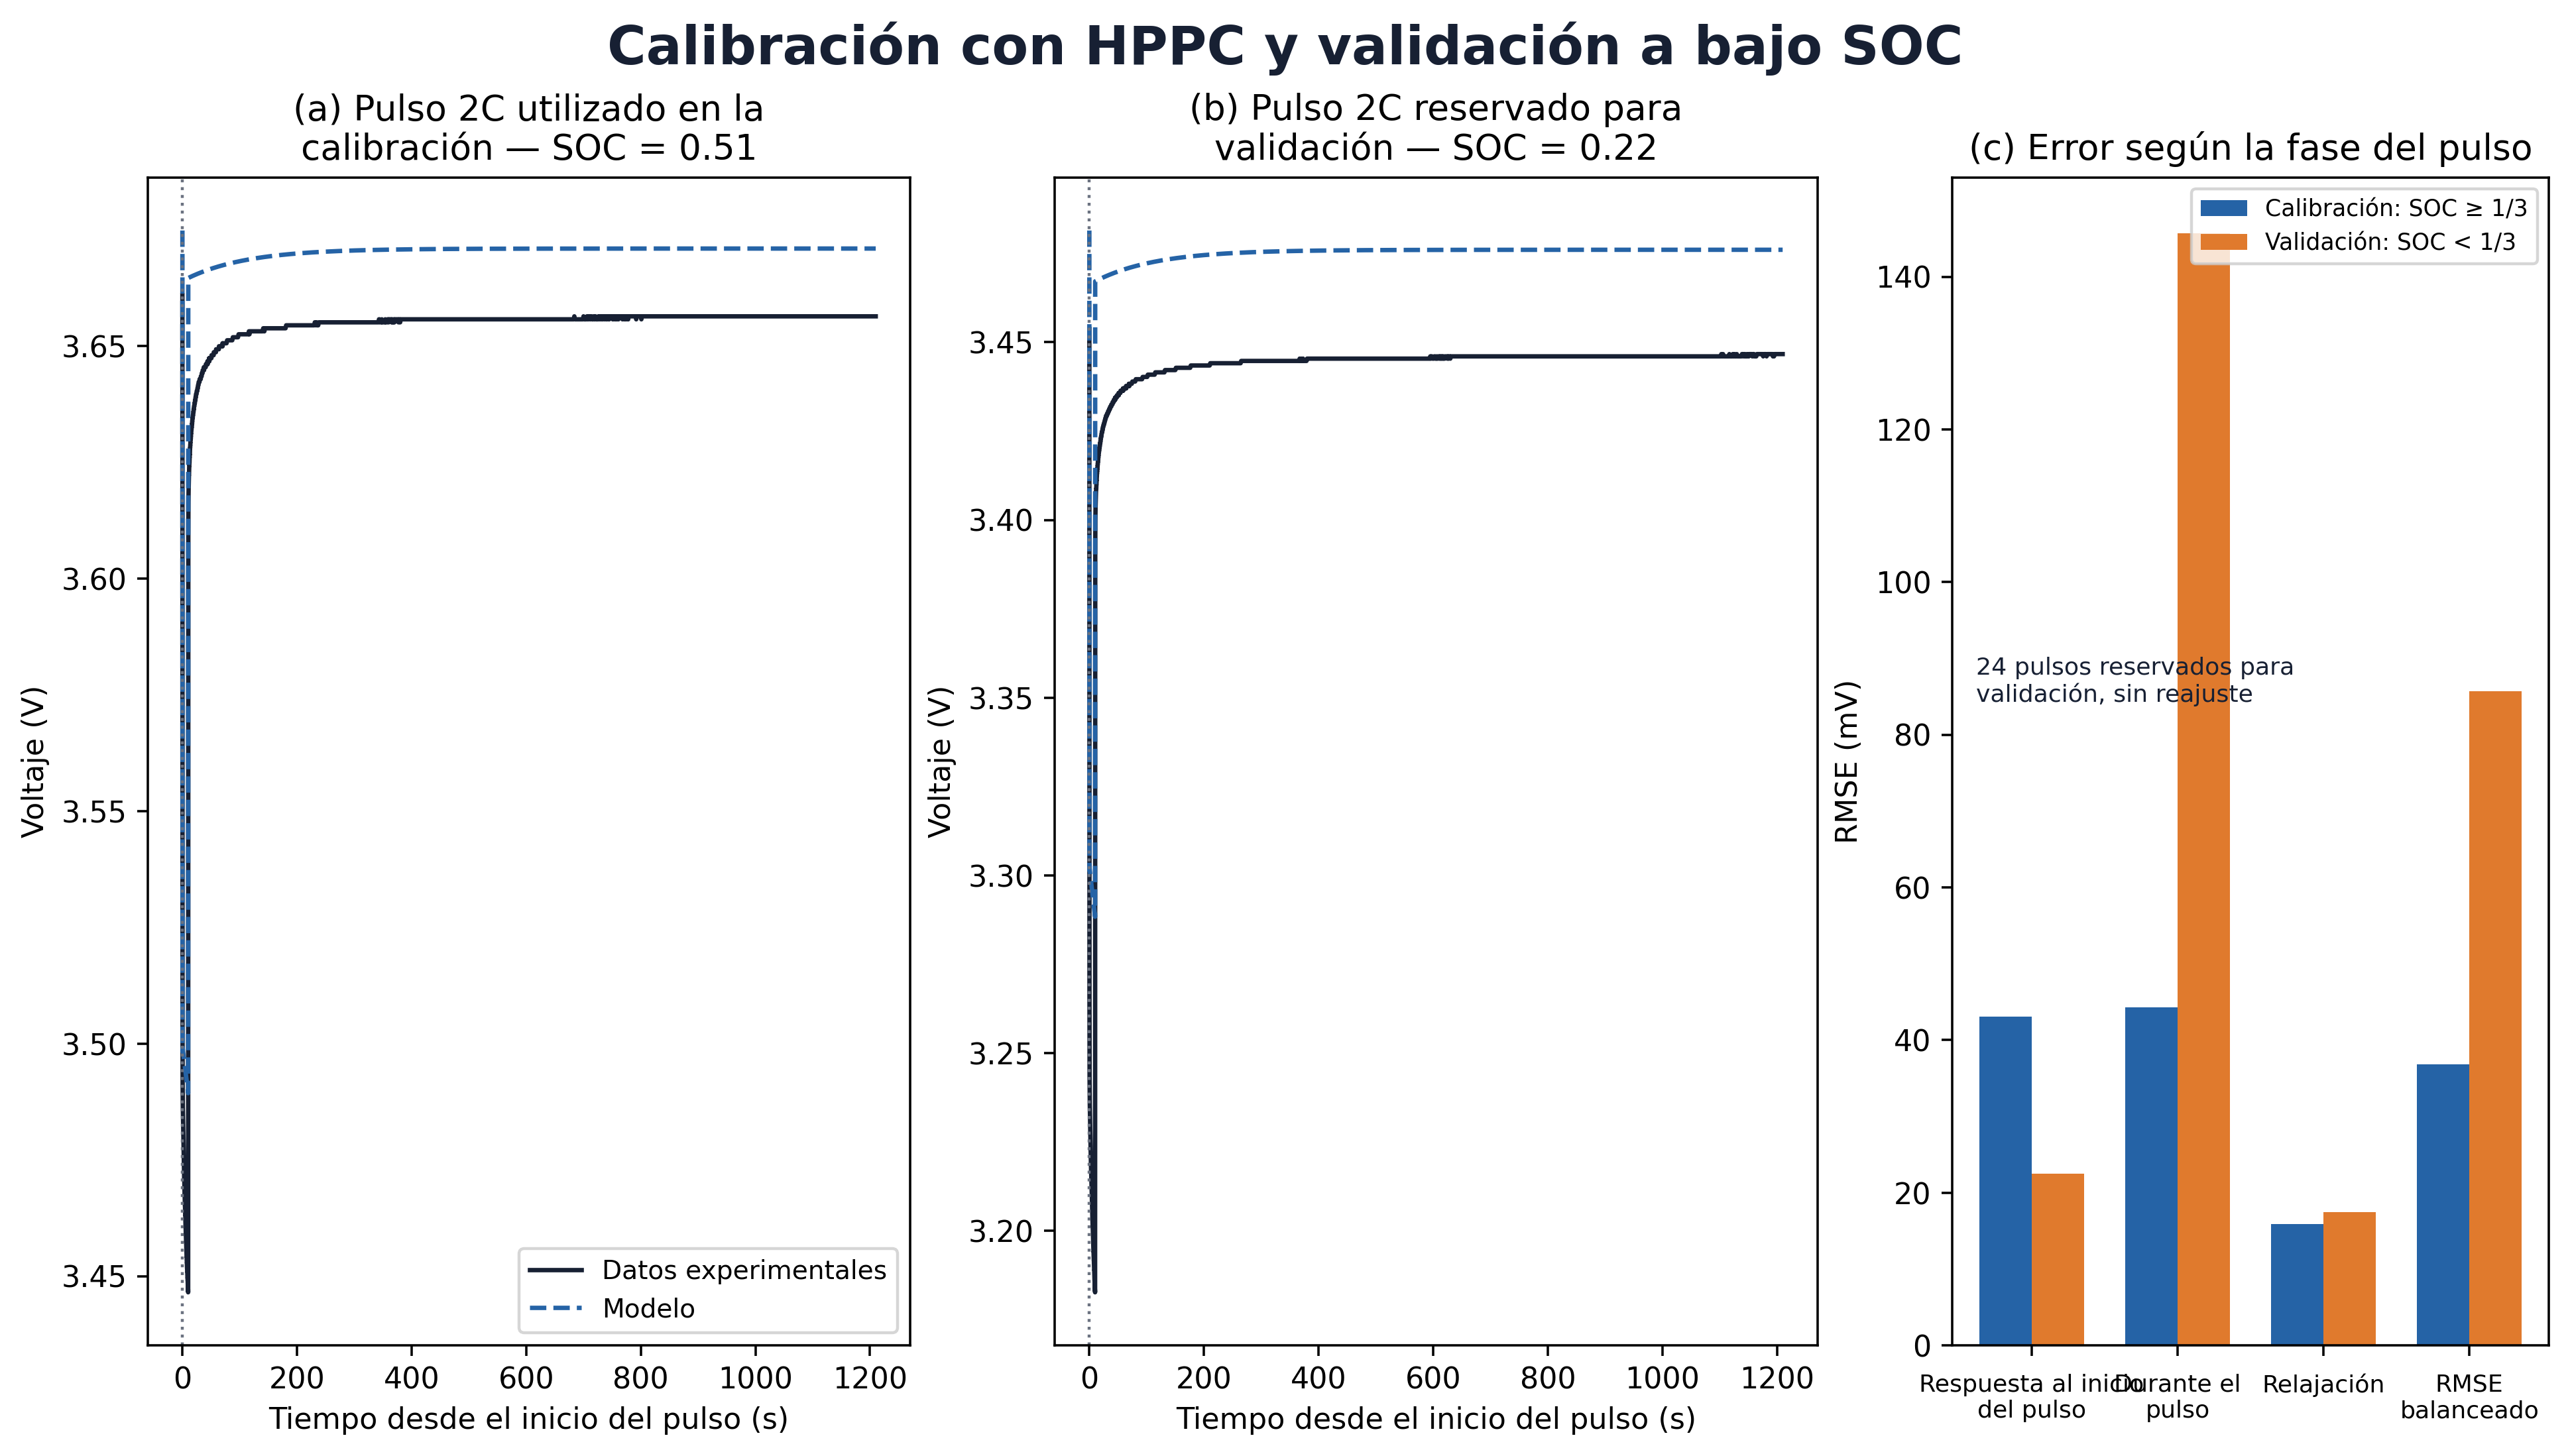 Calibración con HPPC y validación a bajo SOC
(a) Pulso 2C utilizado en la
calibración — SOC = 0.51
Voltaje (V)
3.65
3.60
3.55
3.50
3.45
0 200 400 600 800 1000 1200
Tiempo desde el inicio del pulso (s)
Datos experimentales
Modelo
(b) Pulso 2C reservado para
validación — SOC = 0.22
Voltaje (V)
3.45
3.40
3.35
3.30
3.25
3.20
0 200 400 600 800 1000 1200
Tiempo desde el inicio del pulso (s)
(c) Error según la fase del pulso
RMSE (mV)
140
120
100
80
60
40
20
0
Calibración: SOC ≥ 1/3
Validación: SOC < 1/3
24 pulsos reservados para
validación, sin reajuste
Respuesta al inicio
del pulso
Durante el
pulso
Relajación
RMSE
balanceado